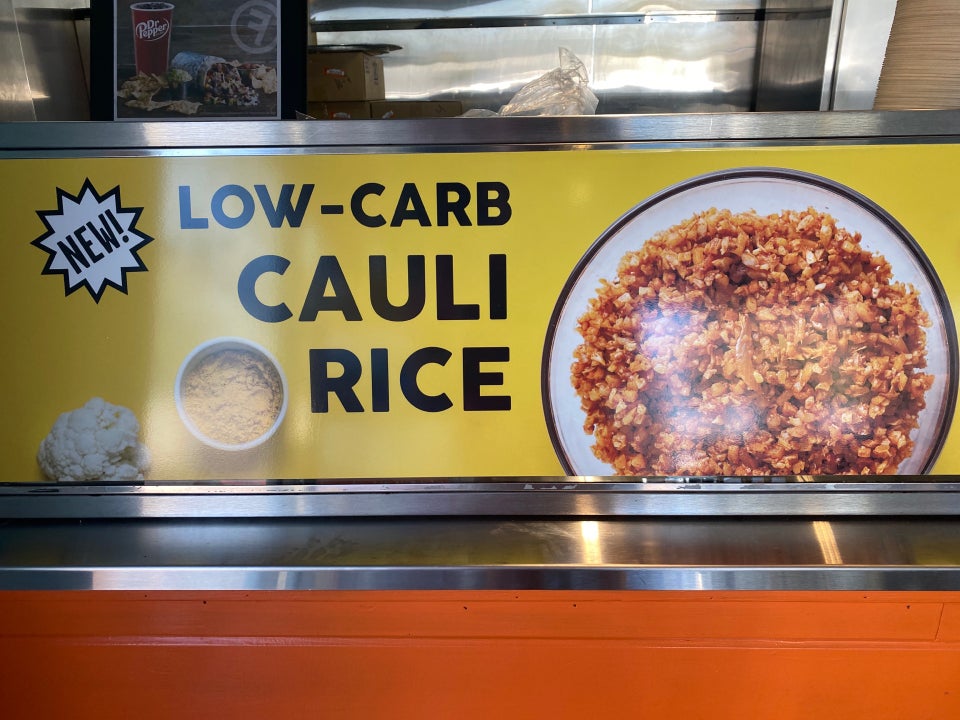 Dr
Pepper
F
NEW!
LOW-CARB
CAULI
RICE